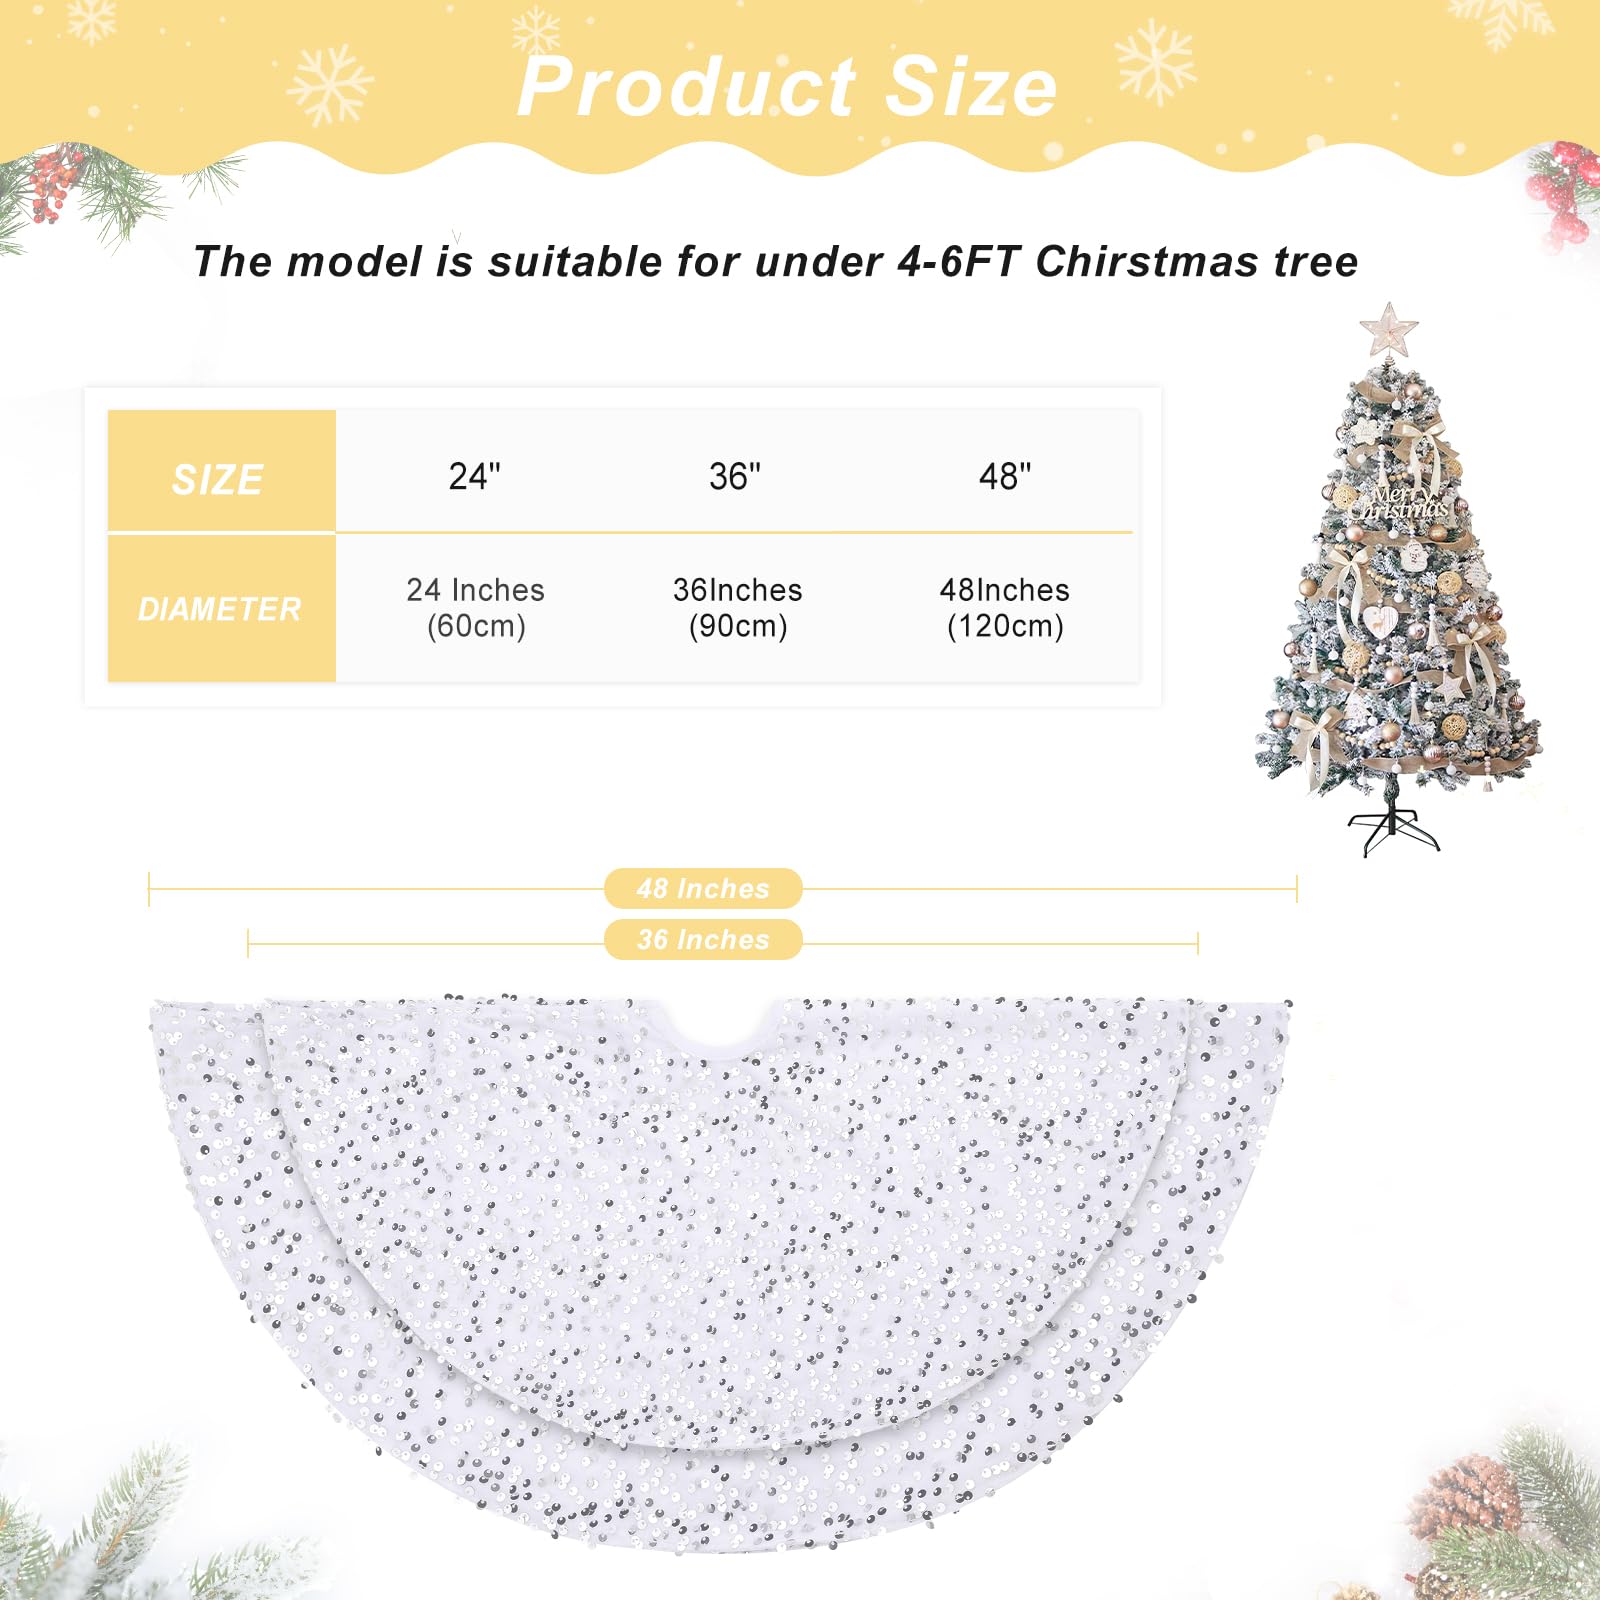 Product Size
The model is suitable for under 4-6FT Chirstmas tree
SIZE 24" 36" 48"
DIAMETER 24 Inches (60cm) 36Inches (90cm) 48Inches (120cm)
Merry
Christmas
48 Inches
36 Inches